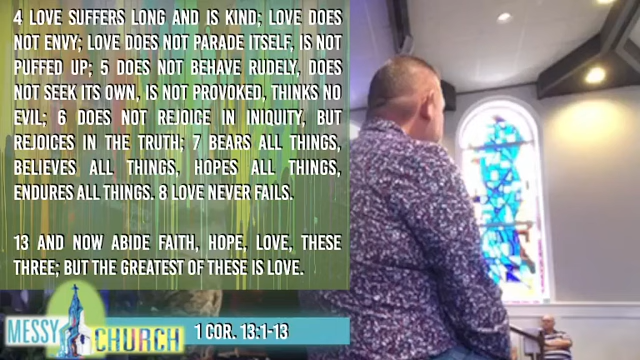 4 LOVE SUFFERS LONG AND IS KIND; LOVE DOES
NOT ENVY; LOVE DOES NOT PARADE ITSELF, IS NOT
PUFFED UP; 5 DOES NOT BEHAVE RUDELY, DOES
NOT SEEK ITS OWN, IS NOT PROVOKED, THINKS NO
EVIL; 6 DOES NOT REJOICE IN INIQUITY, BUT
REJOICES IN THE TRUTH; 7 BEARS ALL THINGS,
BELIEVES ALL THINGS, HOPES ALL THINGS,
ENDURES ALL THINGS. 8 LOVE NEVER FAILS.
13 AND NOW ABIDE FAITH, HOPE, LOVE, THESE
THREE; BUT THE GREATEST OF THESE IS LOVE.
MESSY CHURCH
1 COR. 13:1-13